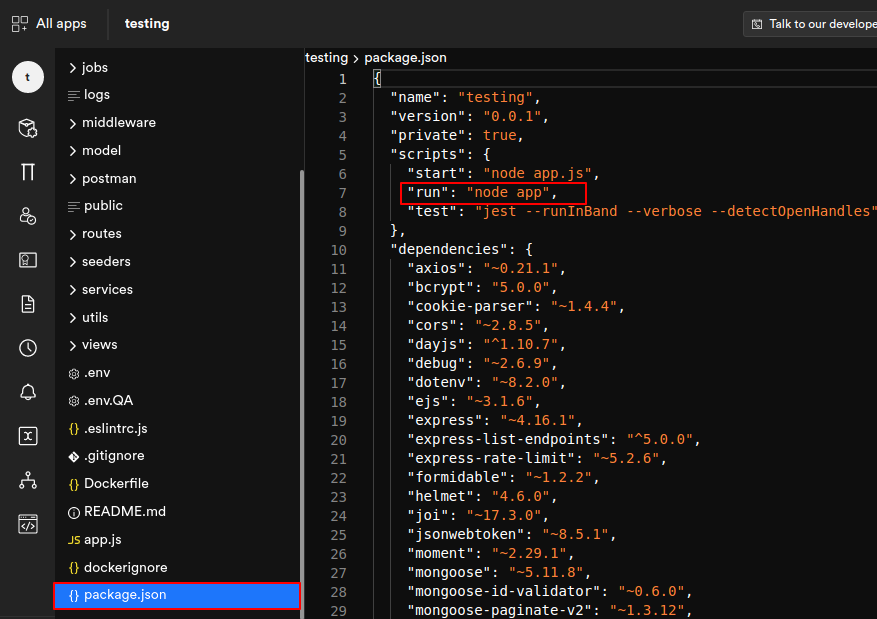 All apps
testing
Talk to our develope
t
jobs
logs
middleware
model
postman
public
routes
seeders
services
utils
views
.env
.env.QA
{} .eslintrc.js
.gitignore
{} Dockerfile
README.md
JS app.js
{} dockerignore
{} package.json
testing > package.json
1 {
2 "name": "testing",
3 "version": "0.0.1",
4 "private": true,
5 "scripts": {
6 "start": "node app.js",
7 "run": "node app",
8 "test": "jest --runInBand --verbose --detectOpenHandles"
9 },
10 "dependencies": {
11 "axios": "~0.21.1",
12 "bcrypt": "5.0.0",
13 "cookie-parser": "~1.4.4",
14 "cors": "~2.8.5",
15 "dayjs": "^1.10.7",
16 "debug": "~2.6.9",
17 "dotenv": "~8.2.0",
18 "ejs": "~3.1.6",
19 "express": "~4.16.1",
20 "express-list-endpoints": "^5.0.0",
21 "express-rate-limit": "~5.2.6",
22 "formidable": "~1.2.2",
23 "helmet": "4.6.0",
24 "joi": "~17.3.0",
25 "jsonwebtoken": "~8.5.1",
26 "moment": "~2.29.1",
27 "mongoose": "~5.11.8",
28 "mongoose-id-validator": "~0.6.0",
29 "mongoose-paginate-v2": "~1.3.12",